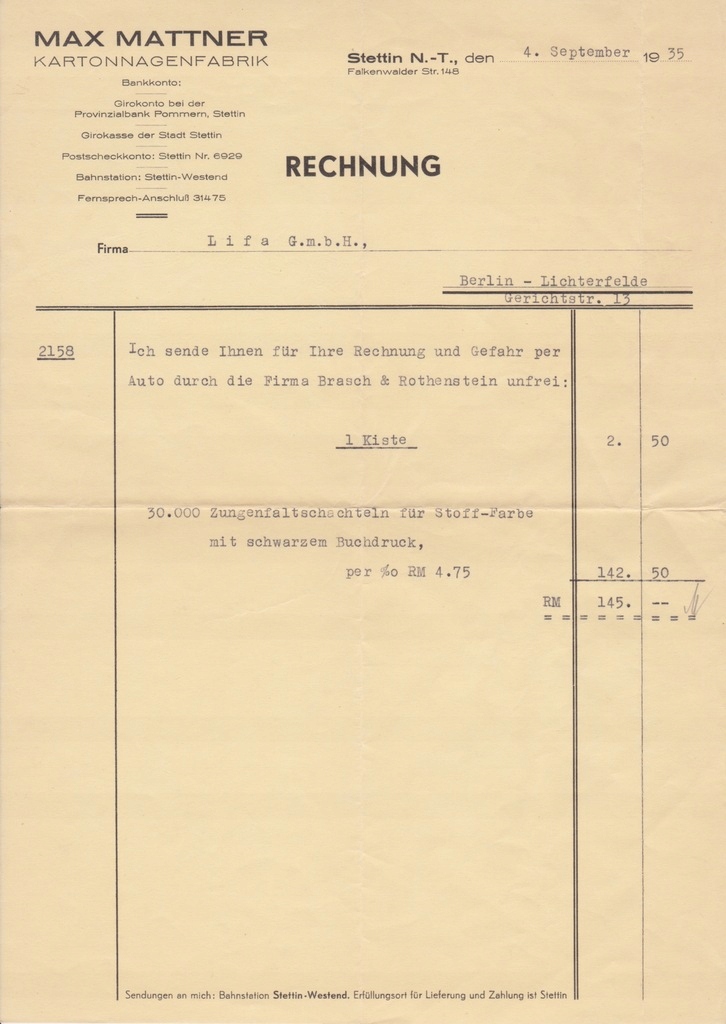 MAX MATTNER
KARTONNAGENFABRIK
Bankkonto:
Girokonto bei der
Provinzialbank Pommern, Stettin
Girokasse der Stadt Stettin
Postscheckkonto: Stettin Nr. 6929
Bahnstation: Stettin-Westend
Fernsprech-Anschluß 31475
Stettin N.-T., den 4. September 1935
Falkenwalder Str. 148
RECHNUNG
Firma Lifa G.m.b.H.,
Berlin - Lichterfelde
Gerichtstr. 13
2158 Ich sende Ihnen für Ihre Rechnung und Gefahr per
Auto durch die Firma Brasch & Rothenstein unfrei:
1 Kiste 2. 50
30.000 Zungenfaltschachteln für Stoff-Farbe
mit schwarzem Buchdruck,
per %o RM 4.75 142. 50
RM 145. --
Sendungen an mich: Bahnstation Stettin-Westend. Erfüllungsort für Lieferung und Zahlung ist Stettin